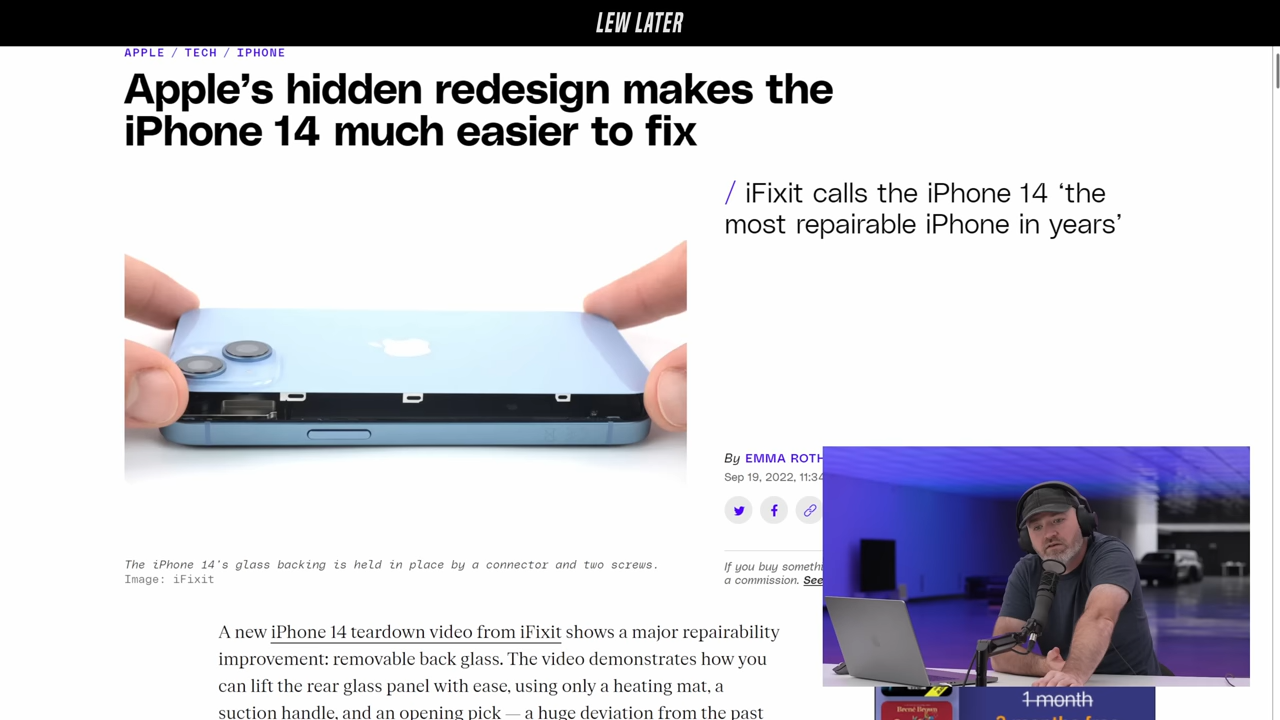 LEW LATER
APPLE / TECH / IPHONE
Apple’s hidden redesign makes the
iPhone 14 much easier to fix
/ iFixit calls the iPhone 14 ‘the
most repairable iPhone in years’
By EMMA ROTH
Sep 19, 2022, 11:34
The iPhone 14's glass backing is held in place by a connector and two screws.
Image: iFixit
If you buy somethi
a commission. See
A new iPhone 14 teardown video from iFixit shows a major repairability
improvement: removable back glass. The video demonstrates how you
can lift the rear glass panel with ease, using only a heating mat, a
suction handle, and an opening pick — a huge deviation from the past
1 month